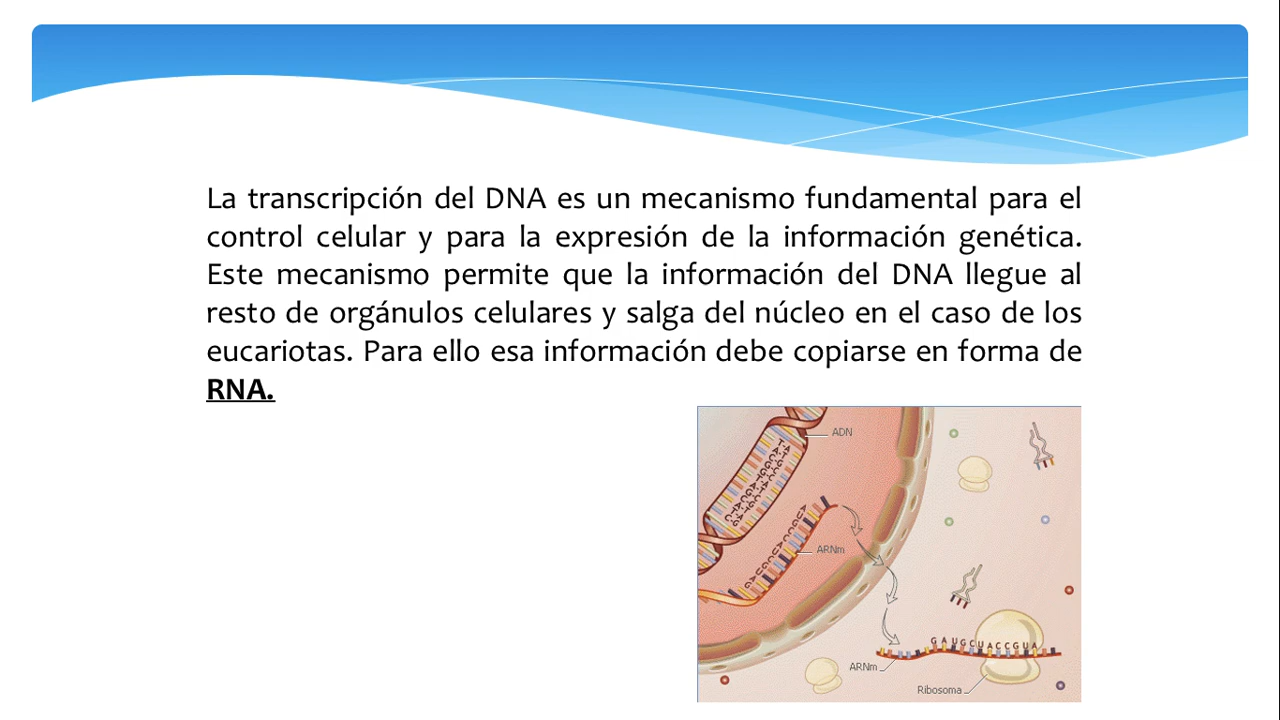 La transcripción del DNA es un mecanismo fundamental para el
control celular y para la expresión de la información genética.
Este mecanismo permite que la información del DNA llegue al
resto de orgánulos celulares y salga del núcleo en el caso de los
eucariotas. Para ello esa información debe copiarse en forma de
RNA.
ADN
ARNm
GAUGCUACCGUA
ARNm
Ribosoma